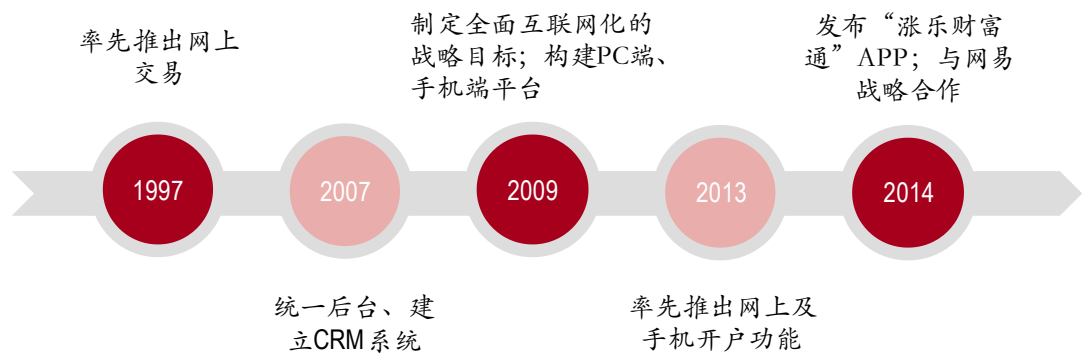 率先推出网上
交易
制定全面互联网化的
战略目标；构建PC端、
手机端平台
发布“涨乐财富
通”APP；与网易
战略合作
1997
2007
2009
2013
2014
统一后台、建
立CRM系统
率先推出网上及
手机开户功能